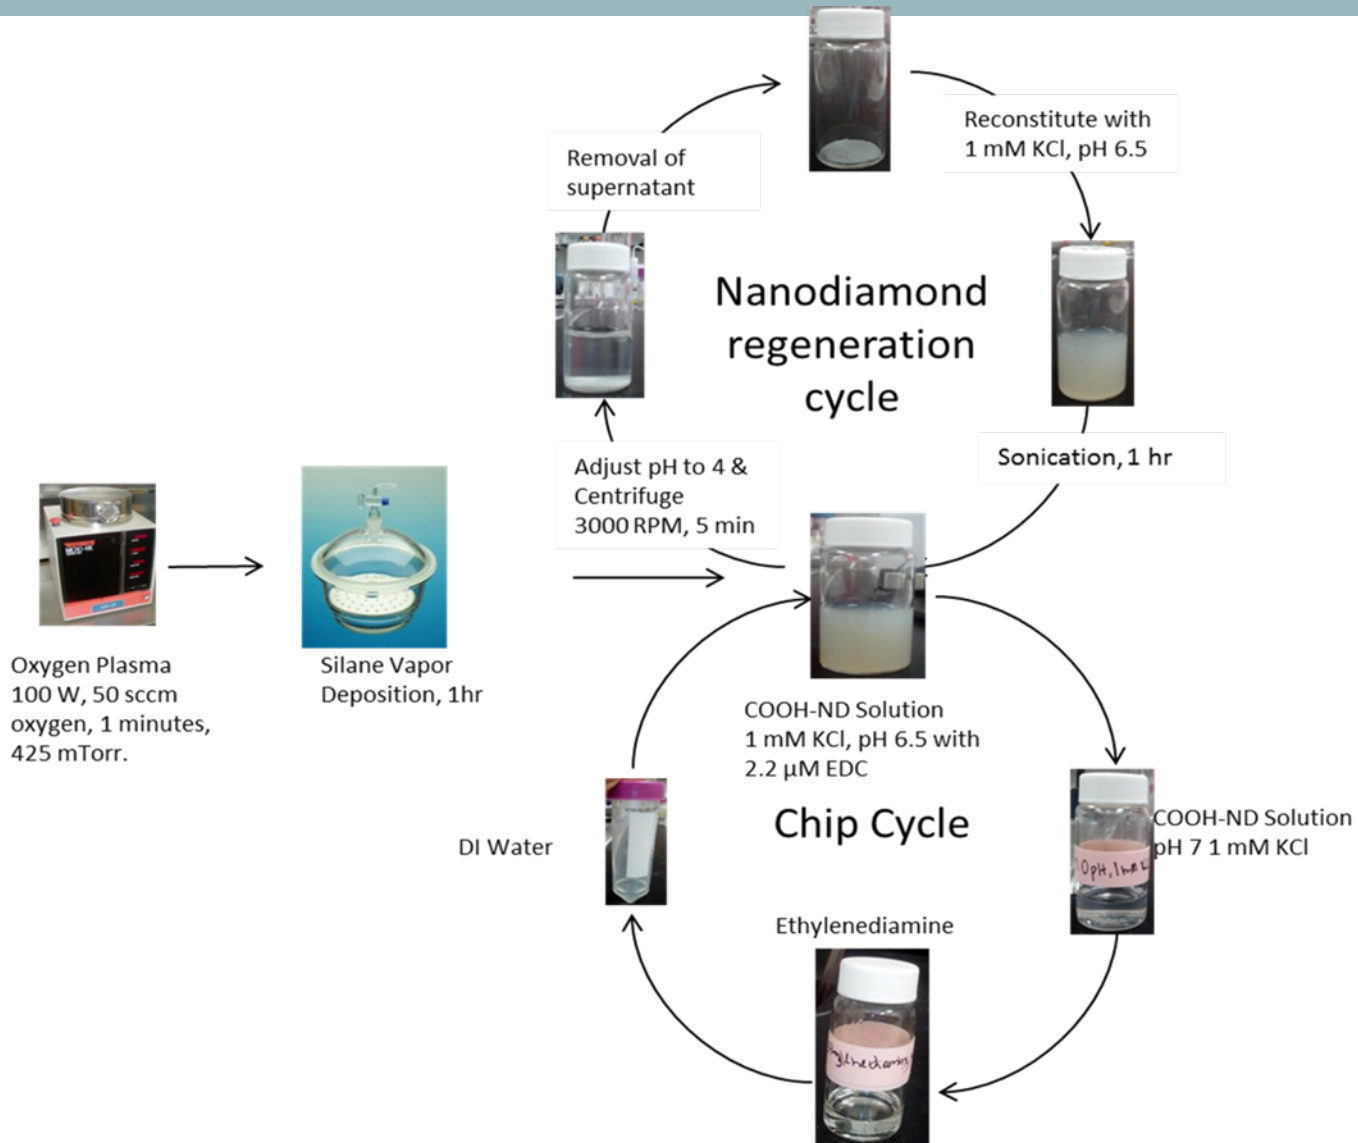 Removal of
supernatant
Reconstitute with
1 mM KCl, pH 6.5
Nanodiamond
regeneration
cycle
Adjust pH to 4 &
Centrifuge
3000 RPM, 5 min
Sonication, 1 hr
Oxygen Plasma
100 W, 50 sccm
oxygen, 1 minutes,
425 mTorr.
Silane Vapor
Deposition, 1hr
COOH-ND Solution
1 mM KCl, pH 6.5 with
2.2 µM EDC
Chip Cycle
DI Water
COOH-ND Solution
pH 7 1 mM KCl
Ethylenediamine